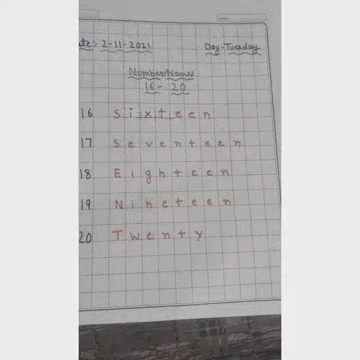 ate:- 2-11-2021 Day-Tuesday
Number Names
16- 20
16 Sixteen
17 Seventeen
18 Eighteen
19 Nineteen
20 Twenty